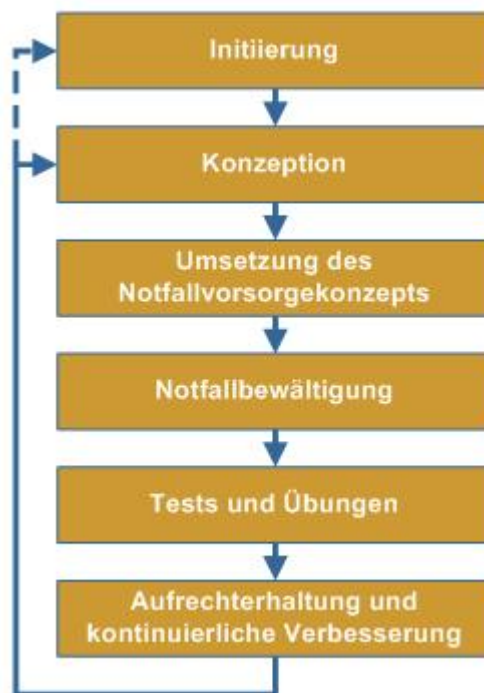 Initiierung
Konzeption
Umsetzung des
Notfallvorsorgekonzepts
Notfallbewältigung
Tests und Übungen
Aufrechterhaltung und
kontinuierliche Verbesserung